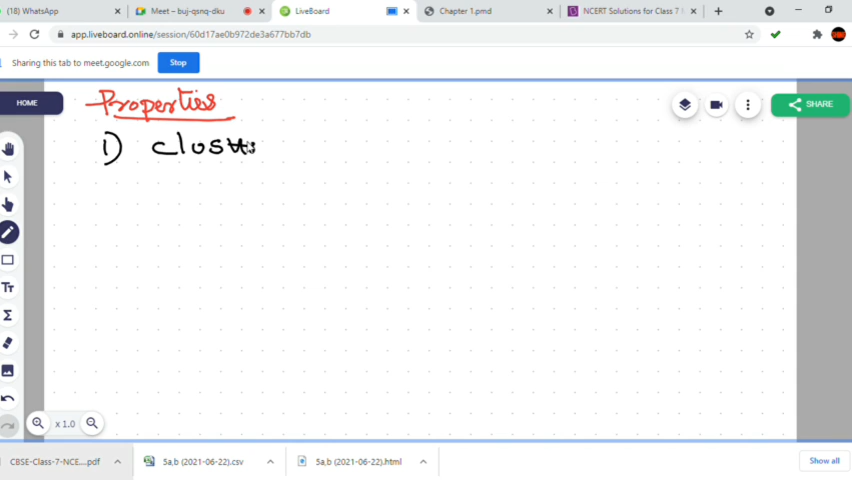 (18) WhatsApp
Meet – buj-qsnq-dku
LiveBoard
Chapter 1.pmd
NCERT Solutions for Class 7
app.liveboard.online/session/60d17ae0b972de3a677bb7db
Sharing this tab to meet.google.com
Stop
HOME
Properties
SHARE
1)
Tт
Σ
x 1.0
CBSE-Class-7-NCE....pdf
5a,b (2021-06-22).csv
5a,b (2021-06-22).html
Show all